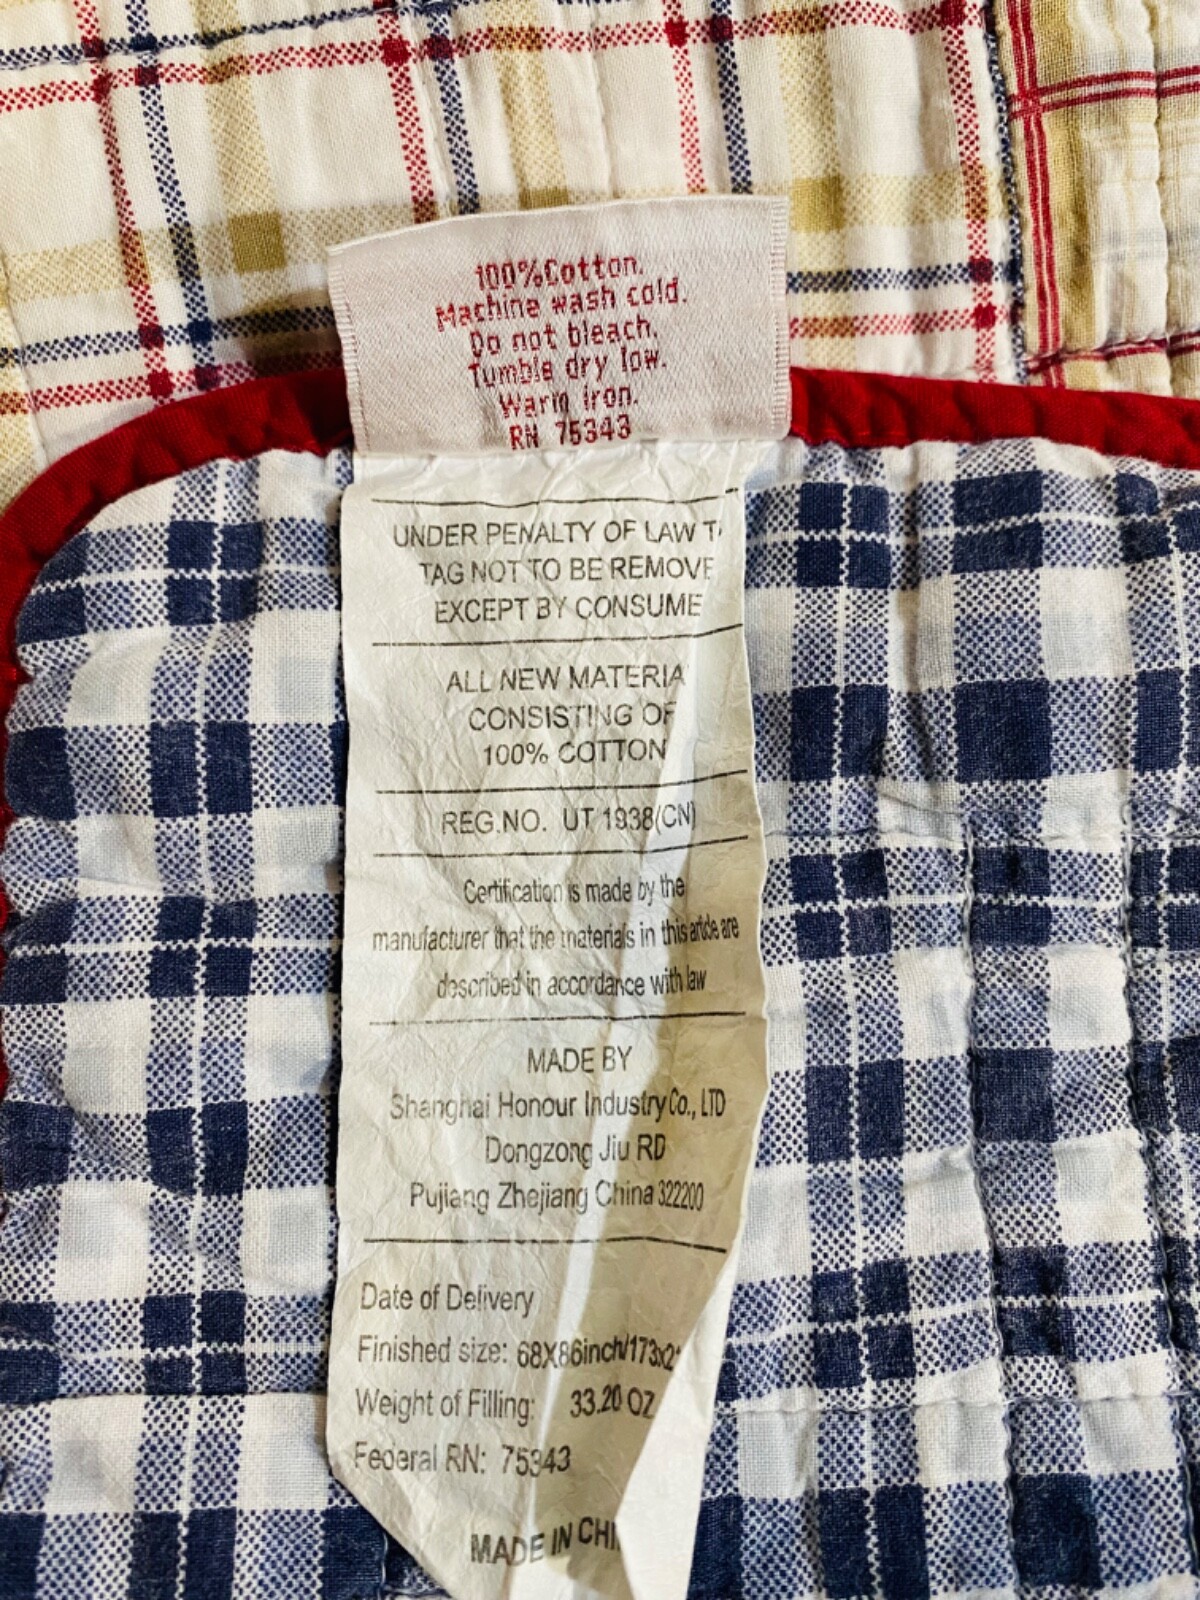 100%Cotton.
Machine wash cold.
Do not bleach.
Tumble dry low.
Warm iron.
RN 75343
UNDER PENALTY OF LAW
TAG NOT TO BE REMOVE
EXCEPT BY CONSUME
ALL NEW MATERIA
CONSISTING OF
100% COTTON
REG.NO. UT 1938(CN)
Certification is made by the
manufacturer that the materials in this article are
described in accordance with law
MADE BY
Shanghai Honour Industry Co., LTD
Dongzong Jiu RD
Pujiang Zhejiang China 322200
Date of Delivery
Finished size: 68X86inch/173x2
Weight of Filling: 33.20 OZ
Federal RN: 75343
MADE IN CHI